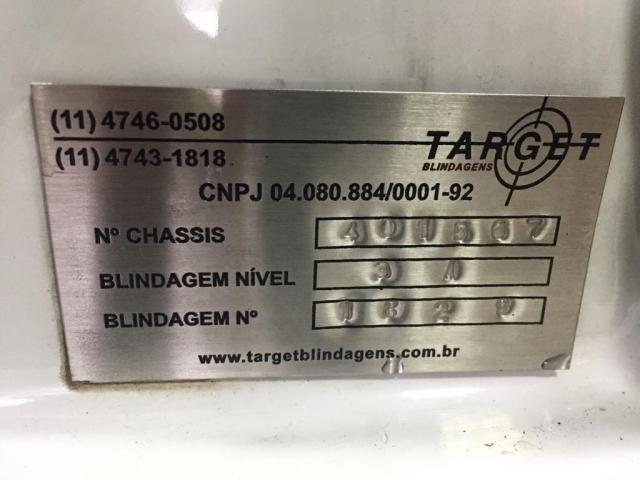 (11) 4746-0508
(11) 4743-1818
TARGET
BLINDAGENS
CNPJ 04.080.884/0001-92
Nº CHASSIS 401567
BLINDAGEM NÍVEL 3 A
BLINDAGEM Nº 1829
www.targetblindagens.com.br